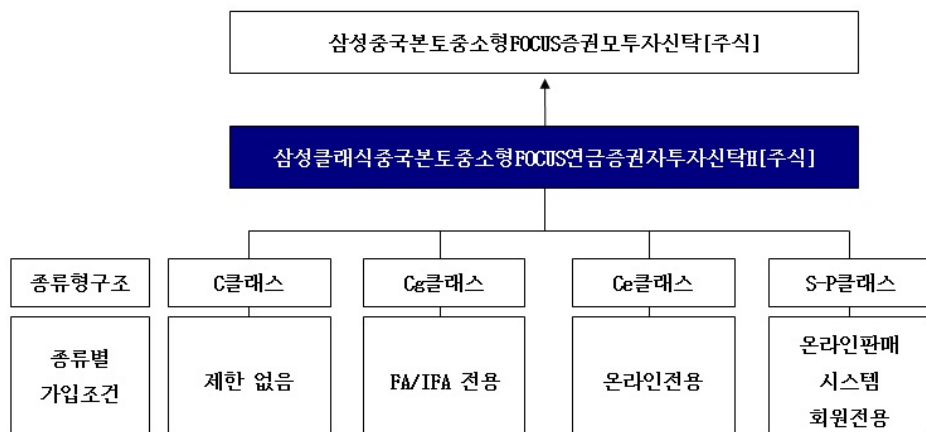 삼성중국본토중소형FOCUS증권모투자신탁[주식]
삼성클래식중국본토중소형FOCUS연금증권자투자신탁Ⅱ[주식]
종류형구조
C클래스
Cg클래스
Ce클래스
S-P클래스
종류별
가입조건
제한 없음
FA/IFA 전용
온라인전용
온라인판매
시스템
회원전용